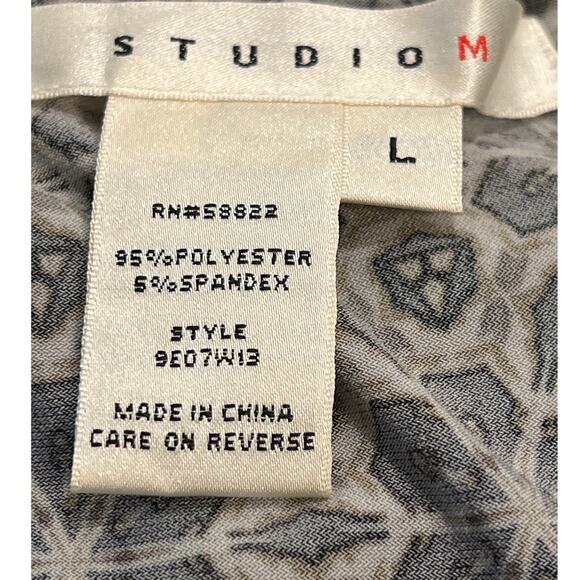 STUDIO M
L
RN#58822
95%POLYESTER
5%SPANDEX
STYLE
9E07W13
MADE IN CHINA
CARE ON REVERSE